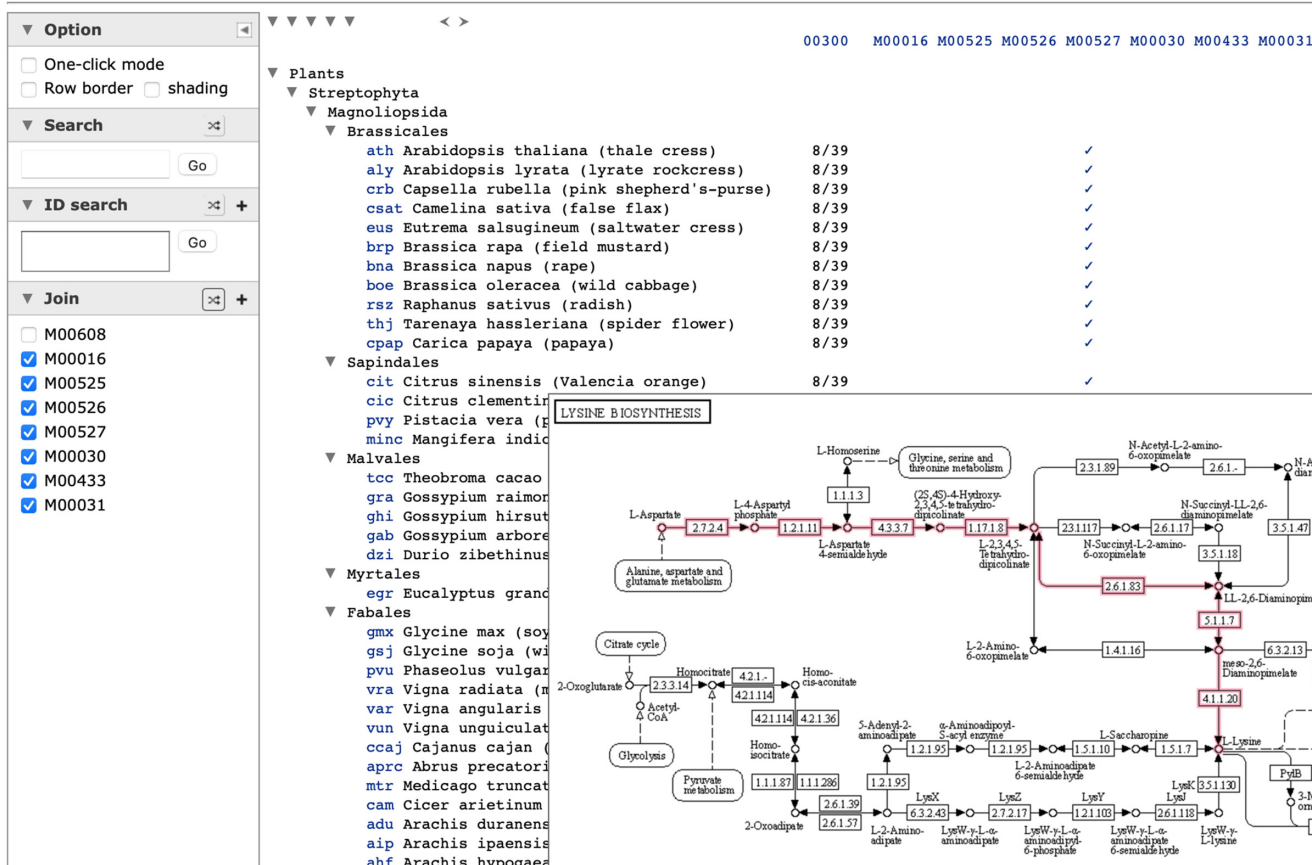 Option
One-click mode
Row border shading
Search
Go
ID search
Go
Join
M00608
M00016
M00525
M00526
M00527
M00030
M00433
M00031
00300 M00016 M00525 M00526 M00527 M00030 M00433 M00031
Plants
Streptophyta
Magnoliopsida
Brassicales
ath Arabidopsis thaliana (thale cress) 8/39 ✓
aly Arabidopsis lyrata (lyrate rockcress) 8/39 ✓
crb Capsella rubella (pink shepherd's-purse) 8/39 ✓
csat Camelina sativa (false flax) 8/39 ✓
eus Eutrema salsugineum (saltwater cress) 8/39 ✓
brp Brassica rapa (field mustard) 8/39 ✓
bna Brassica napus (rape) 8/39 ✓
boe Brassica oleracea (wild cabbage) 8/39 ✓
rsz Raphanus sativus (radish) 8/39 ✓
thj Tarenaya hassleriana (spider flower) 8/39 ✓
cpap Carica papaya (papaya) 8/39 ✓
Sapindales
cit Citrus sinensis (Valencia orange) 8/39 ✓
cic Citrus clementin
pvy Pistacia vera (p
minc Mangifera indic
Malvales
tcc Theobroma cacao
gra Gossypium raimon
ghi Gossypium hirsut
gab Gossypium arbore
dzi Durio zibethinus
Myrtales
egr Eucalyptus grand
Fabales
gmx Glycine max (soy
gsj Glycine soja (wi
pvu Phaseolus vulgar
vra Vigna radiata (m
var Vigna angularis
vun Vigna unguiculat
ccaj Cajanus cajan (
aprc Abrus precatori
mtr Medicago truncat
cam Cicer arietinum
adu Arachis duranens
aip Arachis ipaensis
ahf Arachis hypogaea
LYSINE BIOSYNTHESIS
L-Homoserine
Glycine, serine and
threonine metabolism
N-Acetyl-L-2-amino-
6-oxopimelate
2.3.1.89
2.6.1.-
1.1.1.3
L-Aspartate
L-4-Aspartyl
phosphate
(2S,4S)-4-Hydroxy-
2,3,4,5-tetrahydro-
dipicolinate
N-Succinyl-LL-2,6-
diaminopimelate
2.7.2.4
1.2.1.11
4.3.3.7
1.17.1.8
2.3.1.117
2.6.1.17
3.5.1.47
L-Aspartate
4-semialdehyde
L-2,3,4,5-
Tetrahydro-
dipicolinate
N-Succinyl-L-2-amino-
6-oxopimelate
3.5.1.18
Alanine, aspartate and
glutamate metabolism
2.6.1.83
LL-2,6-Diaminopim
5.1.1.7
L-2-Amino-
6-oxopimelate
1.4.1.16
6.3.2.13
meso-2,6-
Diaminopimelate
4.1.1.20
Citrate cycle
2-Oxoglutarate
2.3.3.14
Homocitrate
4.2.1.-
4.2.1.114
Homo-
cis-aconitate
Acetyl-
CoA
4.2.1.114
4.2.1.36
Glycolysis
Homo-
isocitrate
Pyruvate
metabolism
1.1.1.87
1.1.1.286
2-Oxoadipate
2.6.1.39
2.6.1.57
5-Adenyl-2-
aminoadipate
α-Aminoadipoyl-
S-acyl enzyme
L-Saccharopine
L-Lysine
1.2.1.95
1.2.1.95
1.5.1.10
1.5.1.7
L-2-Aminoadipate
6-semialdehyde
1.2.1.95
PylB
LysX
LysZ
LysY
LysJ
LysK
3.5.1.130
6.3.2.43
2.7.2.17
1.2.1.103
2.6.1.118
L-2-Amino-
adipate
LysW-γ-L-α-
aminoadipate
LysW-γ-L-α-
aminoadipyl-
6-phosphate
LysW-γ-L-α-
aminoadipate
6-semialdehyde
LysW-γ-
L-lysine